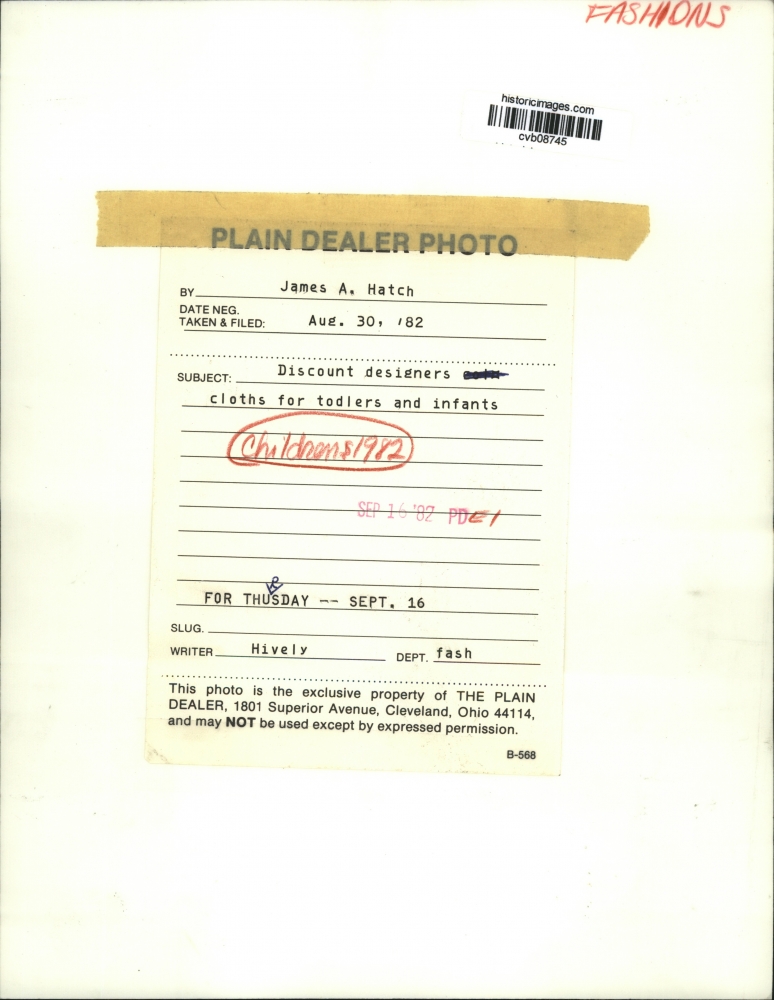 FASHIONS
historicimages.com
cvb08745
PLAIN DEALER PHOTO
BY James A. Hatch
DATE NEG.
TAKEN & FILED: Aug. 30, '82
SUBJECT: Discount designers
cloths for todlers and infants
Childrens 1982
SEP 16 '82 PD E1
R
FOR THUSDAY -- SEPT. 16
SLUG.
WRITER Hively DEPT. fash
This photo is the exclusive property of THE PLAIN
DEALER, 1801 Superior Avenue, Cleveland, Ohio 44114,
and may NOT be used except by expressed permission.
B-568